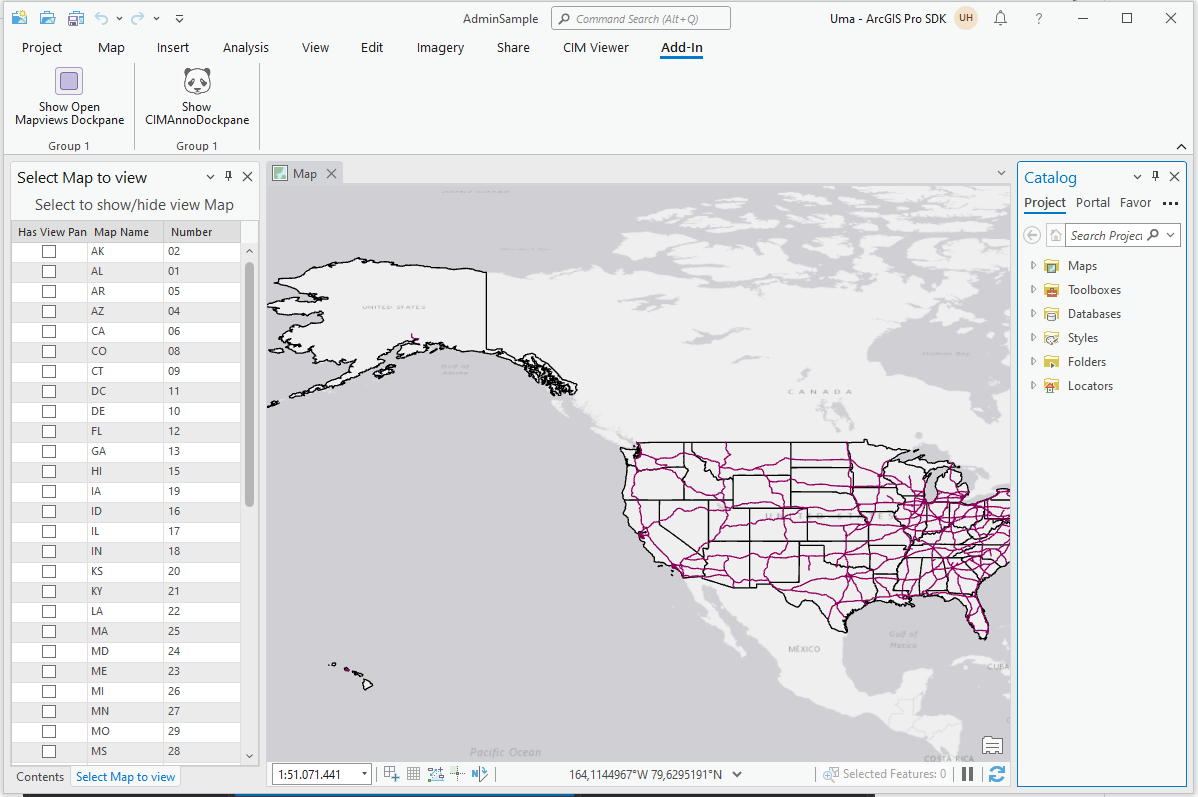 AdminSample
Command Search (Alt+Q)
Uma - ArcGIS Pro SDK
UH
?
Project Map Insert Analysis View Edit Imagery Share CIM Viewer Add-In
Show Open
Mapviews Dockpane
Group 1
Show
CIMAnnoDockpane
Group 1
Select Map to view
Select to show/hide view Map
Has View Pan Map Name Number
AK 02
AL 01
AR 05
AZ 04
CA 06
CO 08
CT 09
DC 11
DE 10
FL 12
GA 13
HI 15
IA 19
ID 16
IL 17
IN 18
KS 20
KY 21
LA 22
MA 25
MD 24
ME 23
MI 26
MN 27
MO 29
MS 28
Contents Select Map to view
Map
UNITED STATES
Gulf of
Alaska
Hudson Bay
CANADA
UNITED STATES
Gulf of
Mexico
MÉXICO
CUBA
COSTA RICA
Pacific Ocean
1:51.071.441
164,1144967°W 79,6295191°N
Selected Features: 0
Catalog
Project Portal Favor
Search Project
Maps
Toolboxes
Databases
Styles
Folders
Locators